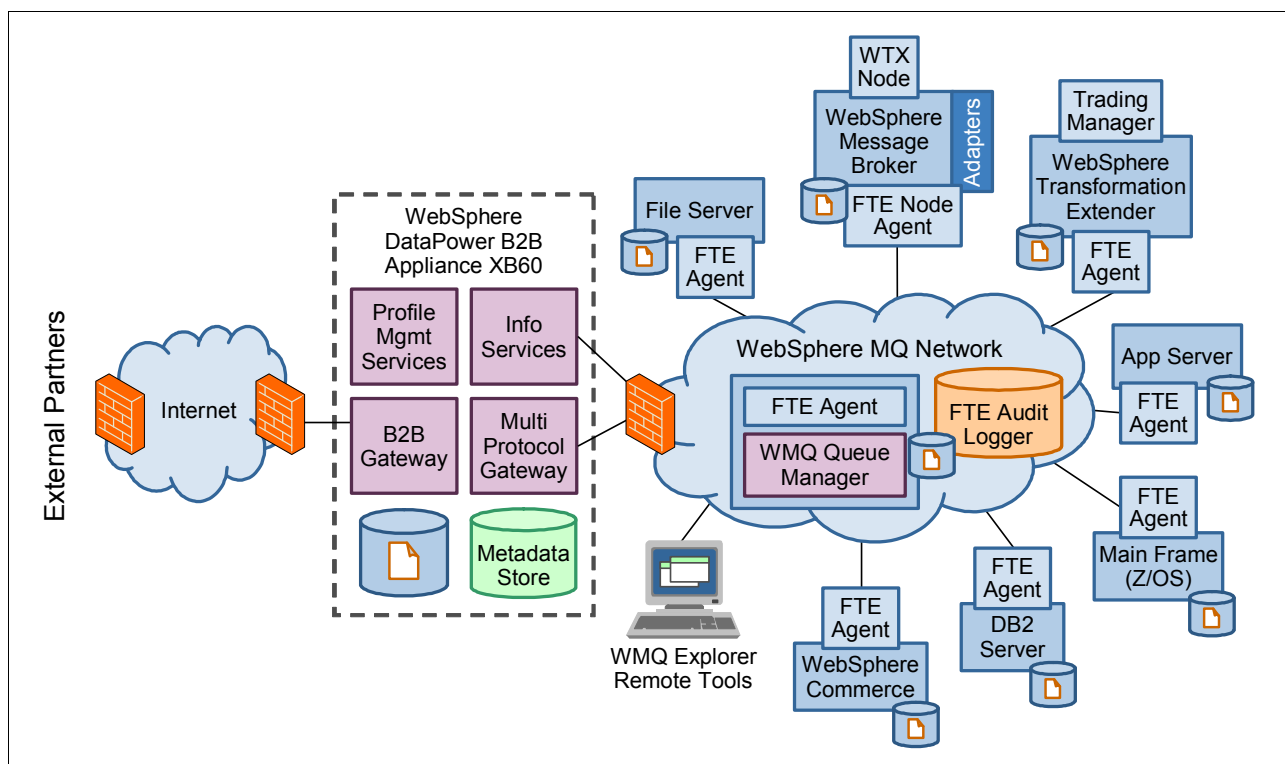 External Partners
Internet
WebSphere
DataPower B2B
Appliance XB60
Profile
Mgmt
Services
Info
Services
B2B
Gateway
Multi
Protocol
Gateway
Metadata
Store
File Server
FTE
Agent
WTX
Node
WebSphere
Message
Broker
Adapters
FTE Node
Agent
Trading
Manager
WebSphere
Transformation
Extender
FTE
Agent
WebSphere MQ Network
FTE Agent
WMQ Queue
Manager
FTE Audit
Logger
App Server
FTE
Agent
FTE
Agent
Main Frame
(Z/OS)
FTE
Agent
DB2
Server
FTE
Agent
WebSphere
Commerce
WMQ Explorer
Remote Tools